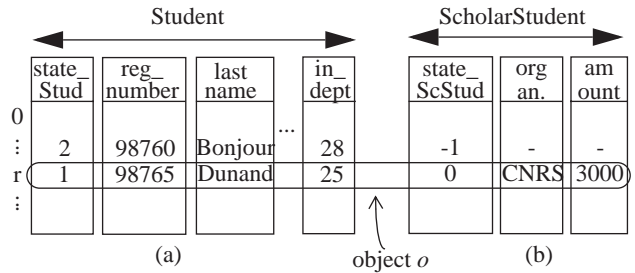 Student ScholarStudent
state_ reg_ last in_ state_ org am
Stud number name dept ScStud an. ount
0
... ...
2 98760 Bonjour 28 -1 - -
r 1 98765 Dunand 25 0 CNRS 3000
...
(a) object o (b)